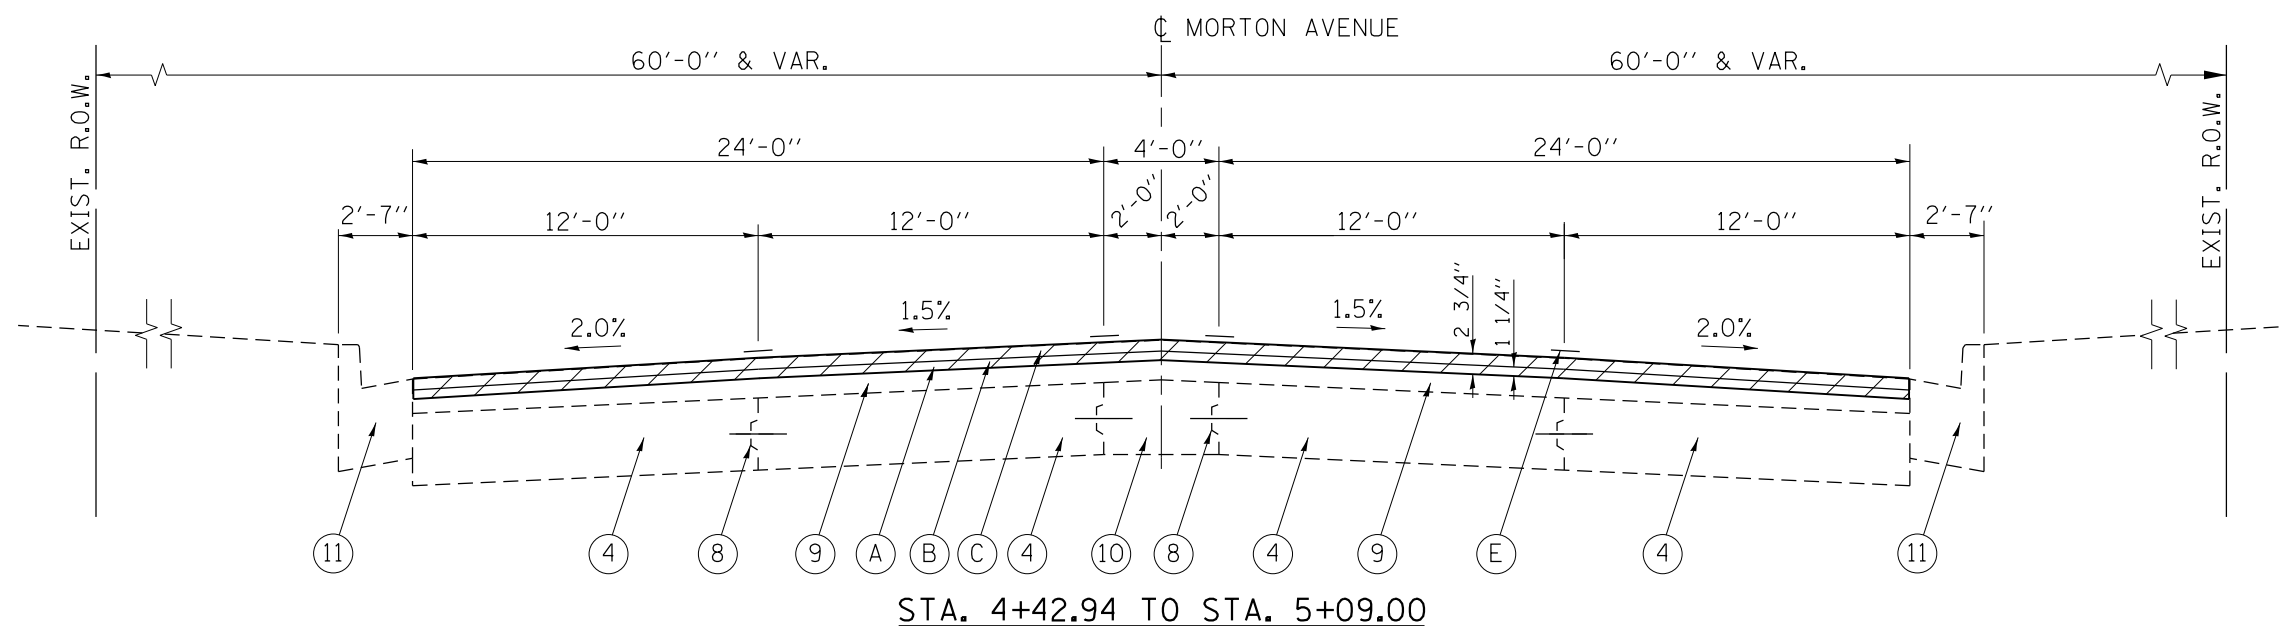 ℄ MORTON AVENUE
60'-0" & VAR.
60'-0" & VAR.
EXIST. R.O.W.
EXIST. R.O.W.
24'-0"
4'-0"
24'-0"
2'-7"
12'-0"
12'-0"
2'-0"
2'-0"
12'-0"
12'-0"
2'-7"
2.0%
1.5%
1.5%
2 3/4"
1 1/4"
2.0%
11
4
8
9
A
B
C
4
10
8
4
9
E
4
11
STA. 4+42.94 TO STA. 5+09.00